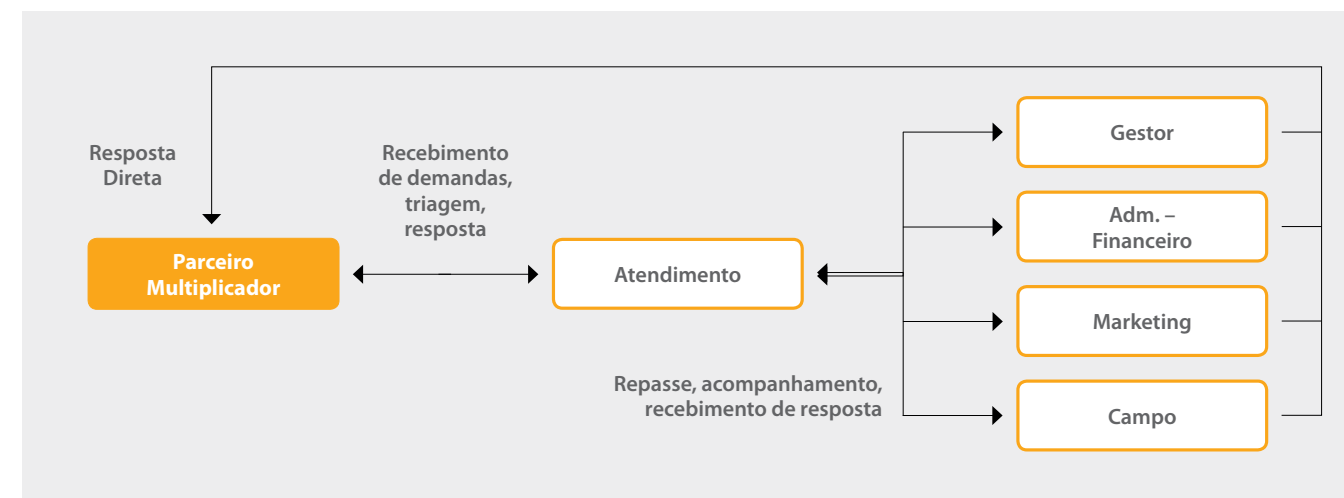 Resposta
Direta
Recebimento
de demandas,
triagem,
resposta
Parceiro
Multiplicador
Atendimento
Repasse, acompanhamento,
recebimento de resposta
Gestor
Adm. –
Financeiro
Marketing
Campo